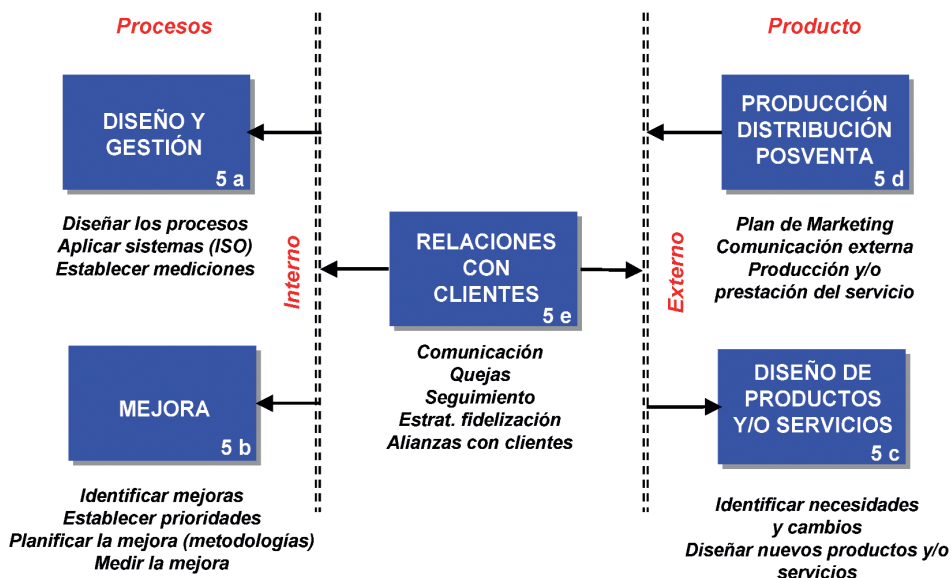 Procesos
DISEÑO Y
GESTIÓN
5 a
Diseñar los procesos
Aplicar sistemas (ISO)
Establecer mediciones
MEJORA
5 b
Identificar mejoras
Establecer prioridades
Planificar la mejora (metodologías)
Medir la mejora
Interno
RELACIONES
CON
CLIENTES
5 e
Comunicación
Quejas
Seguimiento
Estrat. fidelización
Alianzas con clientes
Externo
Producto
PRODUCCIÓN
DISTRIBUCIÓN
POSVENTA
5 d
Plan de Marketing
Comunicación externa
Producción y/o
prestación del servicio
DISEÑO DE
PRODUCTOS
Y/O SERVICIOS
5 c
Identificar necesidades
y cambios
Diseñar nuevos productos y/o
servicios